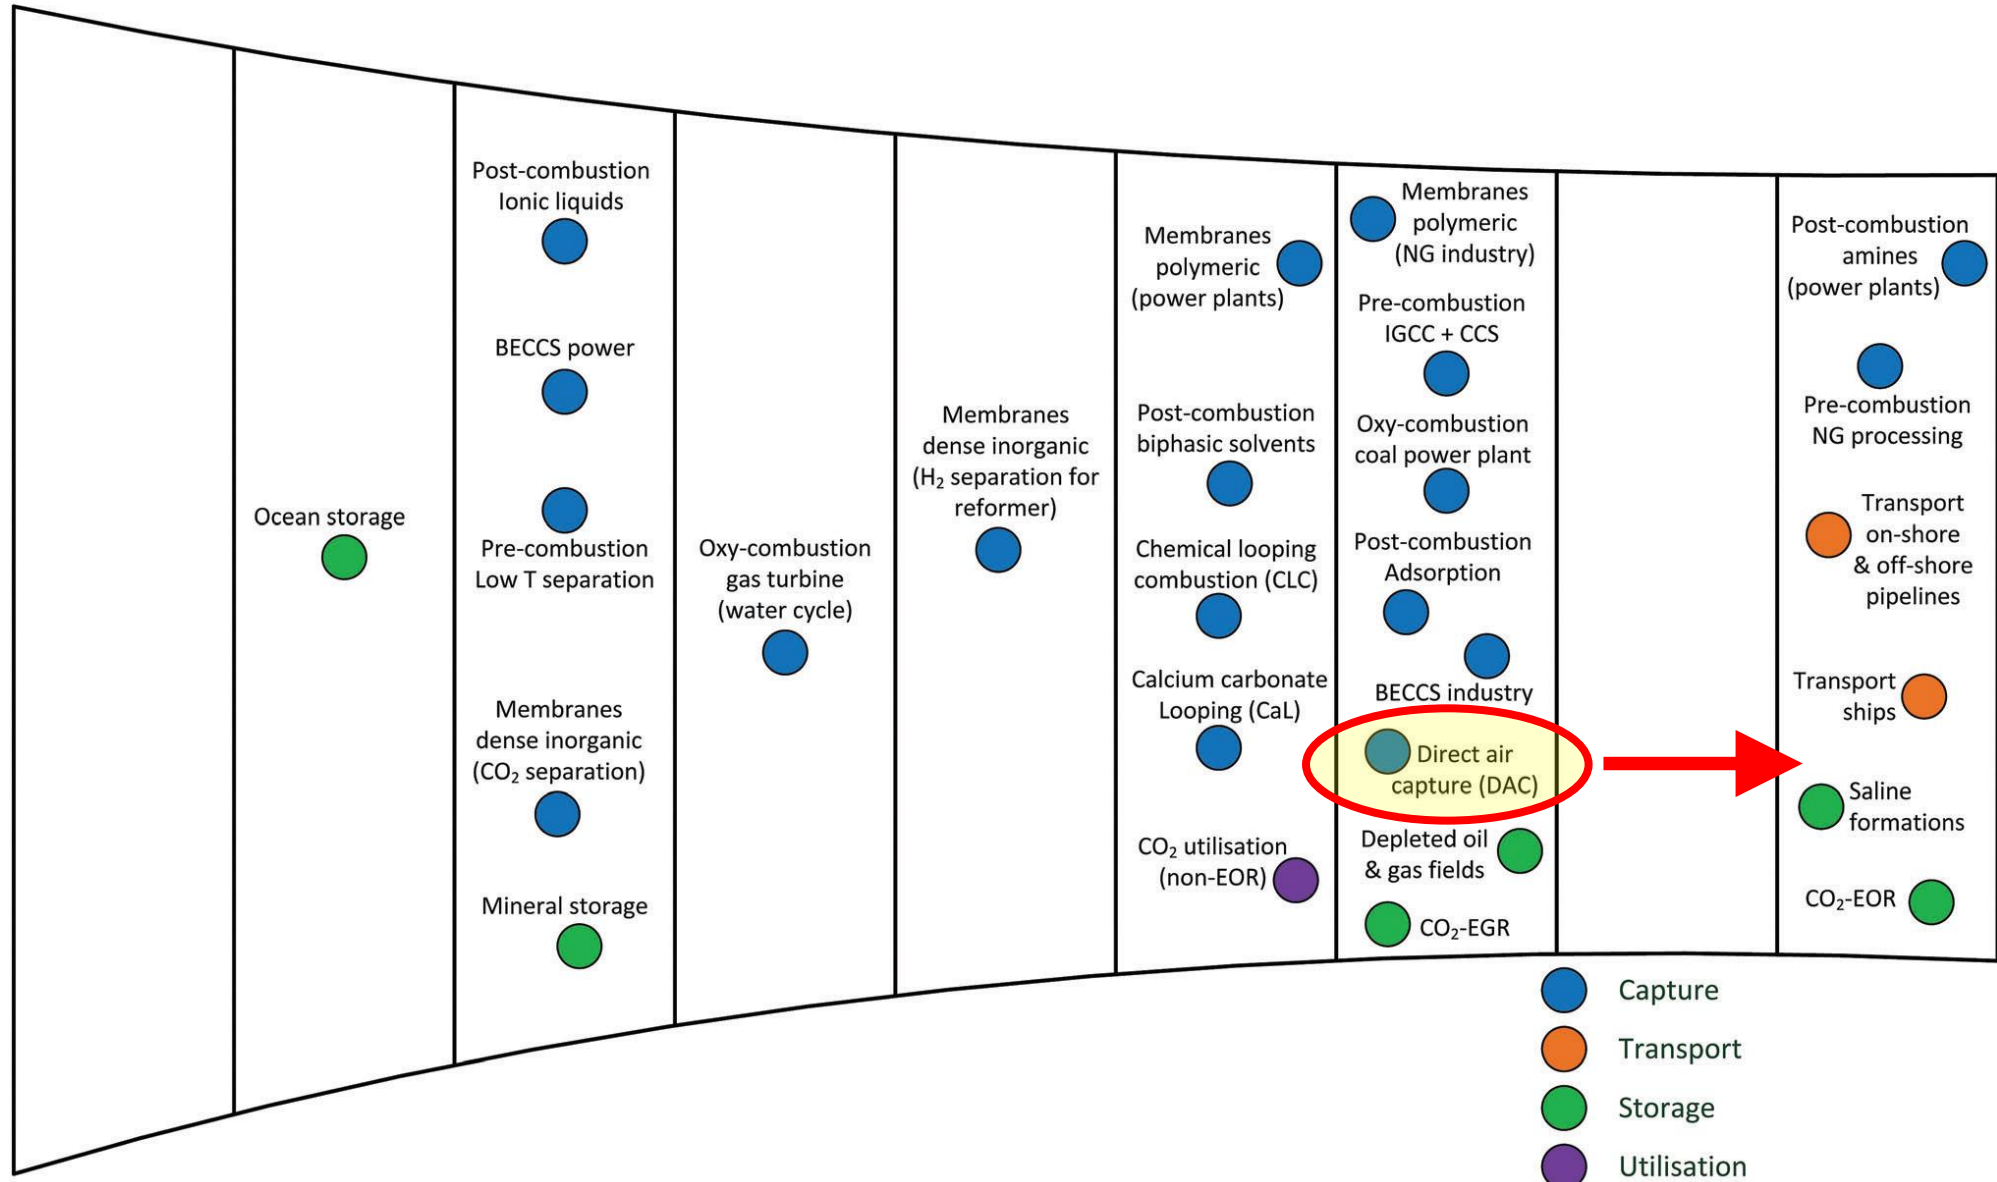 Ocean storage
Post-combustion
Ionic liquids
BECCS power
Pre-combustion
Low T separation
Membranes
dense inorganic
(CO₂ separation)
Mineral storage
Oxy-combustion
gas turbine
(water cycle)
Membranes
dense inorganic
(H₂ separation for
reformer)
Membranes
polymeric
(power plants)
Post-combustion
biphasic solvents
Chemical looping
combustion (CLC)
Calcium carbonate
Looping (CaL)
CO₂ utilisation
(non-EOR)
Membranes
polymeric
(NG industry)
Pre-combustion
IGCC + CCS
Oxy-combustion
coal power plant
Post-combustion
Adsorption
BECCS industry
Direct air
capture (DAC)
Depleted oil
& gas fields
CO₂-EGR
Post-combustion
amines
(power plants)
Pre-combustion
NG processing
Transport
on-shore
& off-shore
pipelines
Transport
ships
Saline
formations
CO₂-EOR
Capture
Transport
Storage
Utilisation